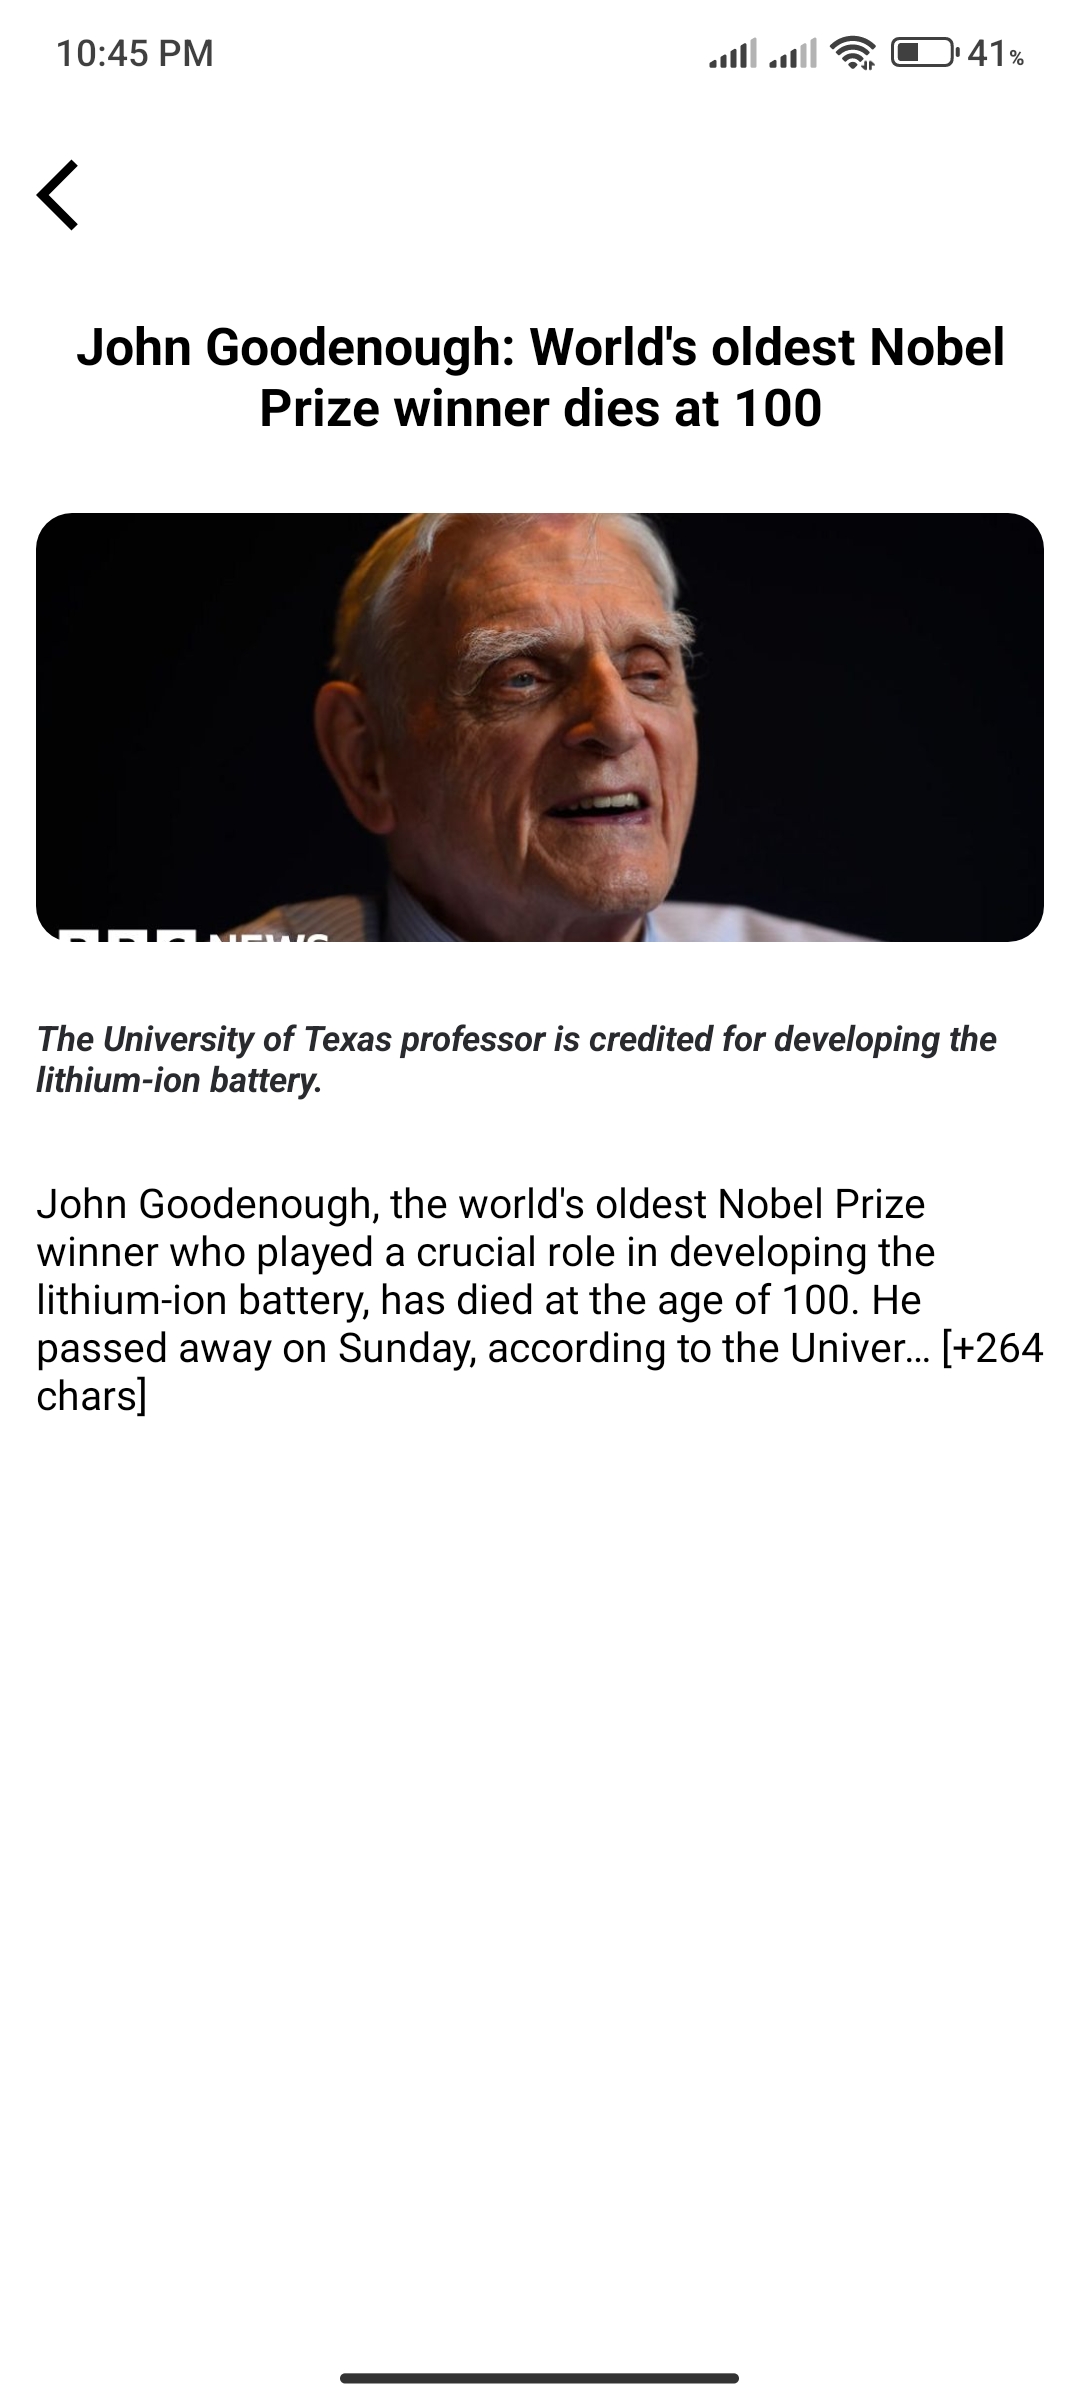 10:45 PM
41%
John Goodenough: World's oldest Nobel
Prize winner dies at 100
BBC NEWS
The University of Texas professor is credited for developing the
lithium-ion battery.
John Goodenough, the world's oldest Nobel Prize
winner who played a crucial role in developing the
lithium-ion battery, has died at the age of 100. He
passed away on Sunday, according to the Univer… [+264
chars]